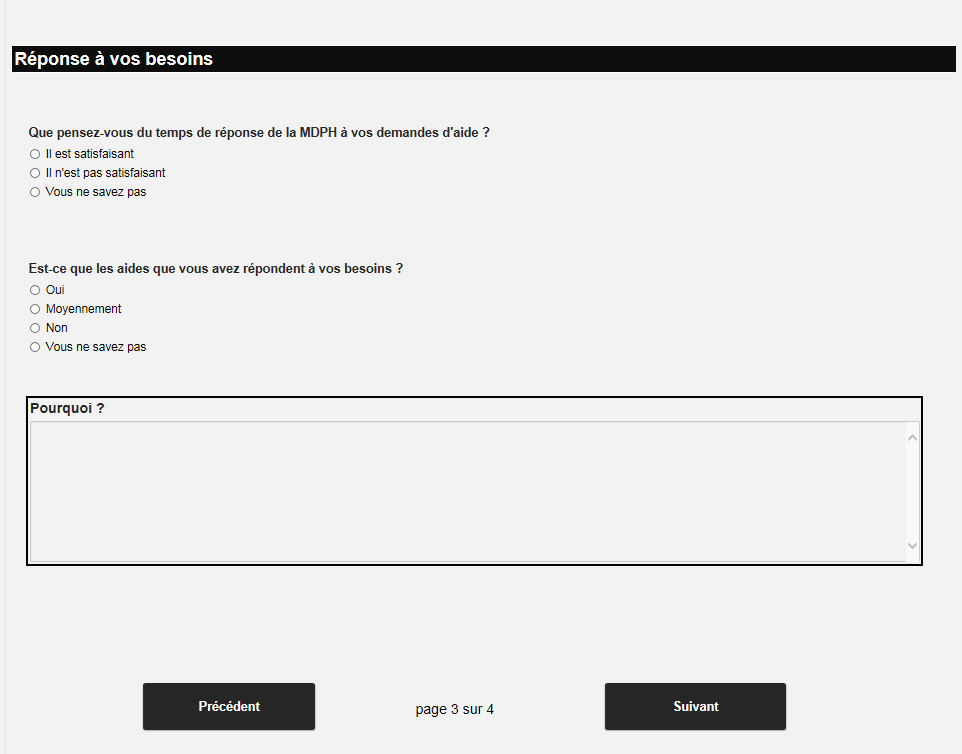 Réponse à vos besoins
Que pensez-vous du temps de réponse de la MDPH à vos demandes d'aide ?
Il est satisfaisant
Il n'est pas satisfaisant
Vous ne savez pas
Est-ce que les aides que vous avez répondent à vos besoins ?
Oui
Moyennement
Non
Vous ne savez pas
Pourquoi ?
Précédent
page 3 sur 4
Suivant